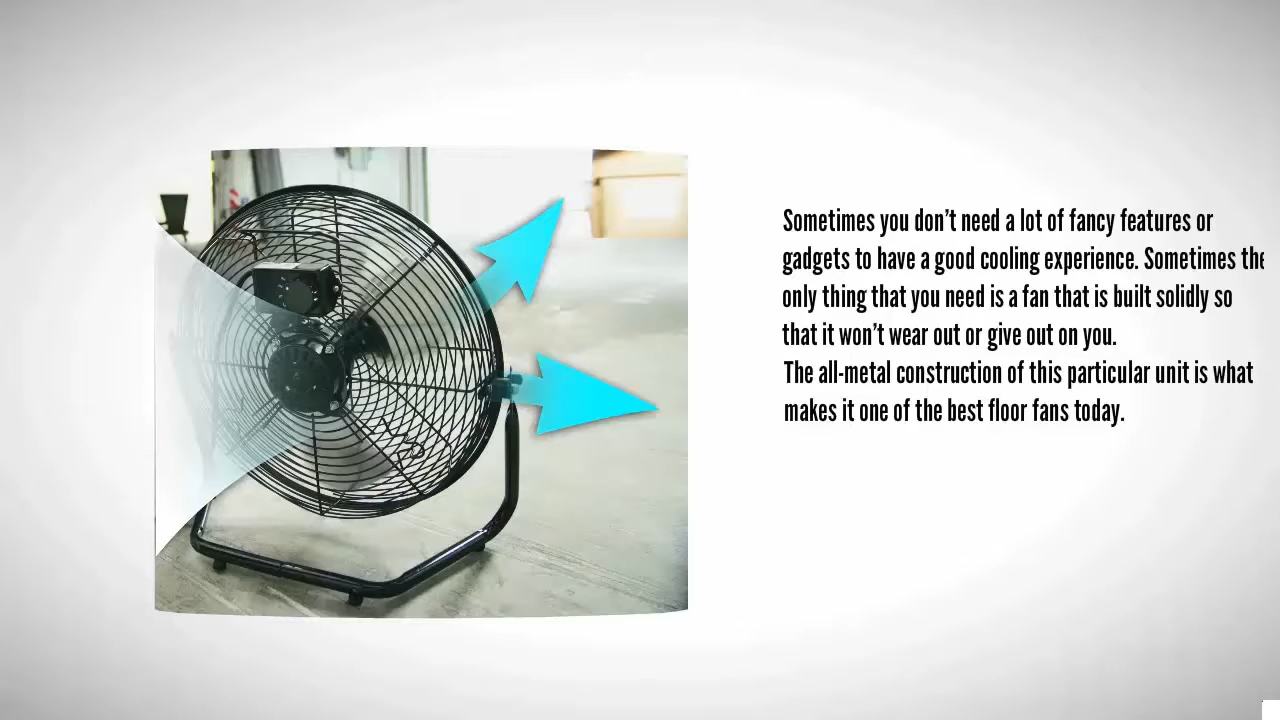 Sometimes you don't need a lot of fancy features or
gadgets to have a good cooling experience. Sometimes the
only thing that you need is a fan that is built solidly so
that it won't wear out or give out on you.
The all-metal construction of this particular unit is what
makes it one of the best floor fans today.